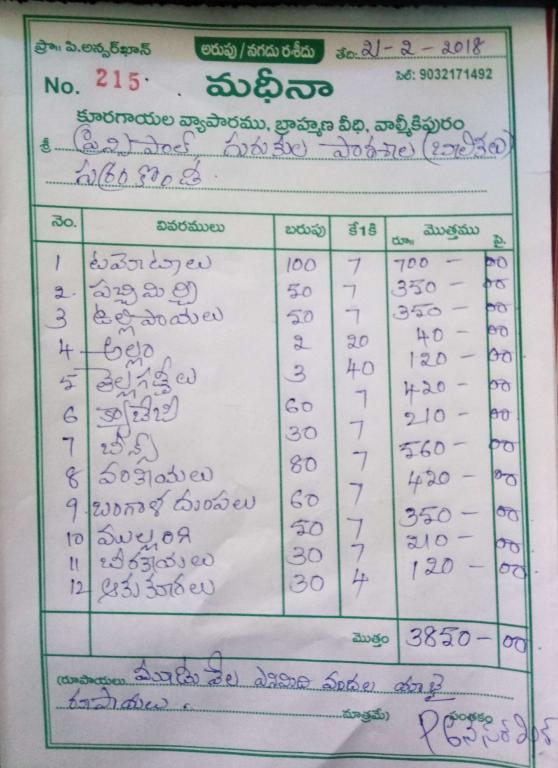 ప్రొ॥ పి.అన్వర్‌ఖాన్ అరువు / నగదు రశీదు తేది: 21-2-2018
No. 215. మధీనా సెల్: 9032171492
కూరగాయల వ్యాపారము, బ్రాహ్మణ వీధి, వాల్మీకిపురం
శ్రీ ప్రిన్సిపాల్, గురుకుల పాఠశాల (బాలికలు)
గుర్రంకొండ.
నెం. వివరములు బరువు కే1కి రూ॥ మొత్తము పై.
1 టమోటాలు 100 7 700 - 00
2. పచ్చిమిర్చి 50 7 350 - 00
3 ఉల్లిపాయలు 50 7 350 - 00
4 అల్లం 2 20 40 - 00
5 తెల్లగడ్డలు 3 40 120 - 00
6 క్యాబేజి 60 7 420 - 00
7 బీన్స్ 30 7 210 - 00
8 వంకాయలు 80 7 560 - 00
9. బంగాళదుంపలు 60 7 420 - 00
10 ముల్లంగి 50 7 350 - 00
11 బీరకాయలు 30 7 210 - 00
12 ఆకుకూరలు 30 4 120 - 00
మొత్తం 3850 - 00
(రూపాయలు మూడు వేల ఎనిమిది వందల యాభై
రూపాయలు. మాత్రమే) సంతకం